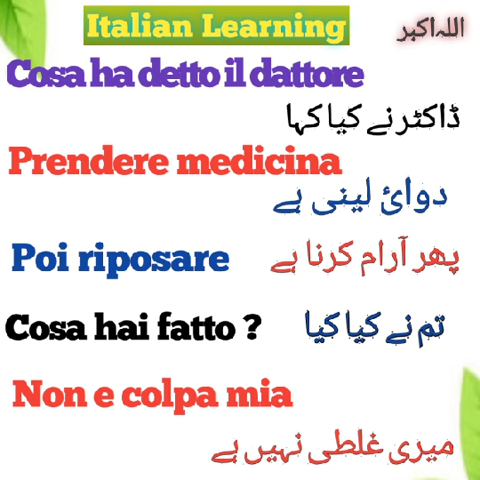 Italian Learning
اللہ اکبر
Cosa ha detto il dattore
ڈاکٹر نے کیا کہا
Prendere medicina
دوائ لینی ہے
Poi riposare
پھر آرام کرنا ہے
Cosa hai fatto ?
تم نے کیا کیا
Non e colpa mia
میری غلطی نہیں ہے